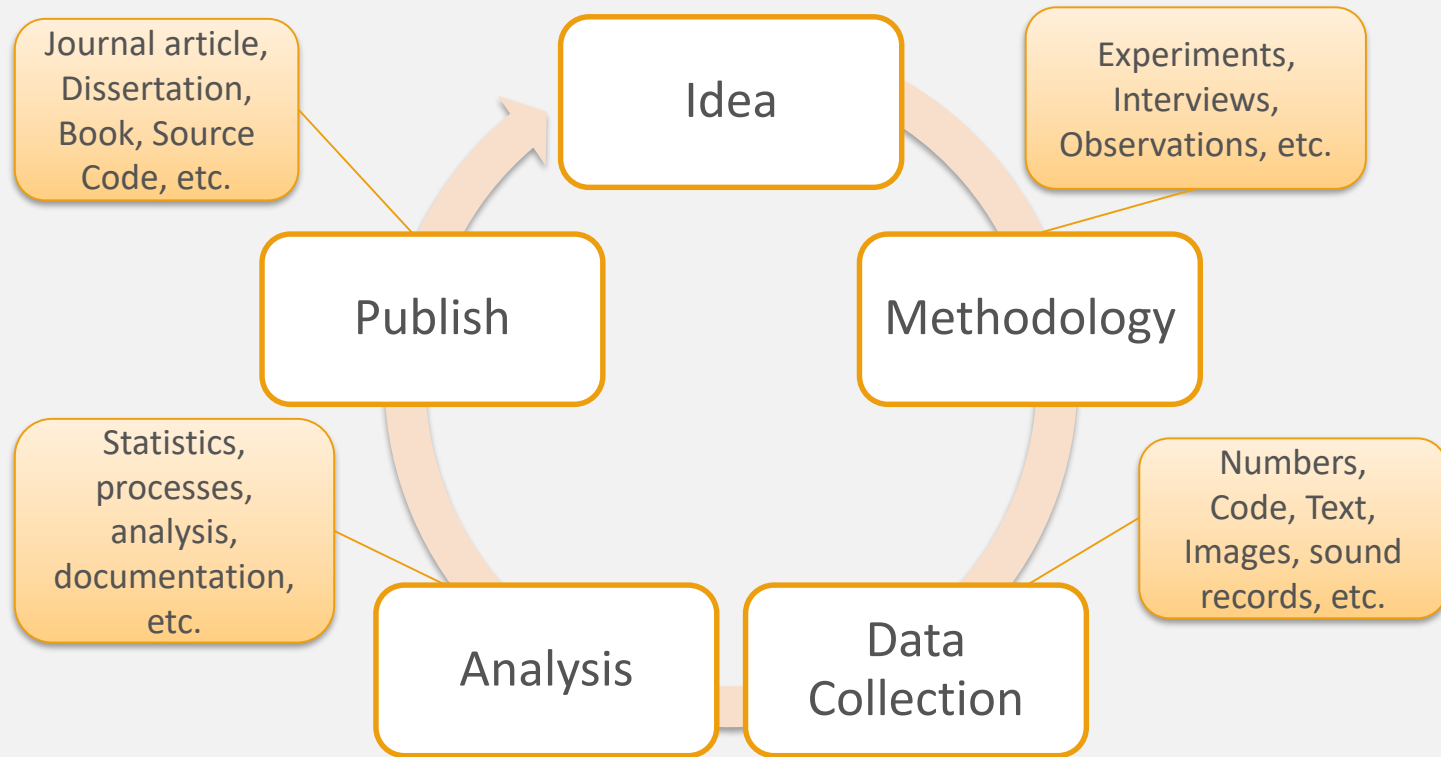 Journal article,
Dissertation,
Book, Source
Code, etc.
Idea
Experiments,
Interviews,
Observations, etc.
Publish
Methodology
Statistics,
processes,
analysis,
documentation,
etc.
Numbers,
Code, Text,
Images, sound
records, etc.
Analysis
Data
Collection